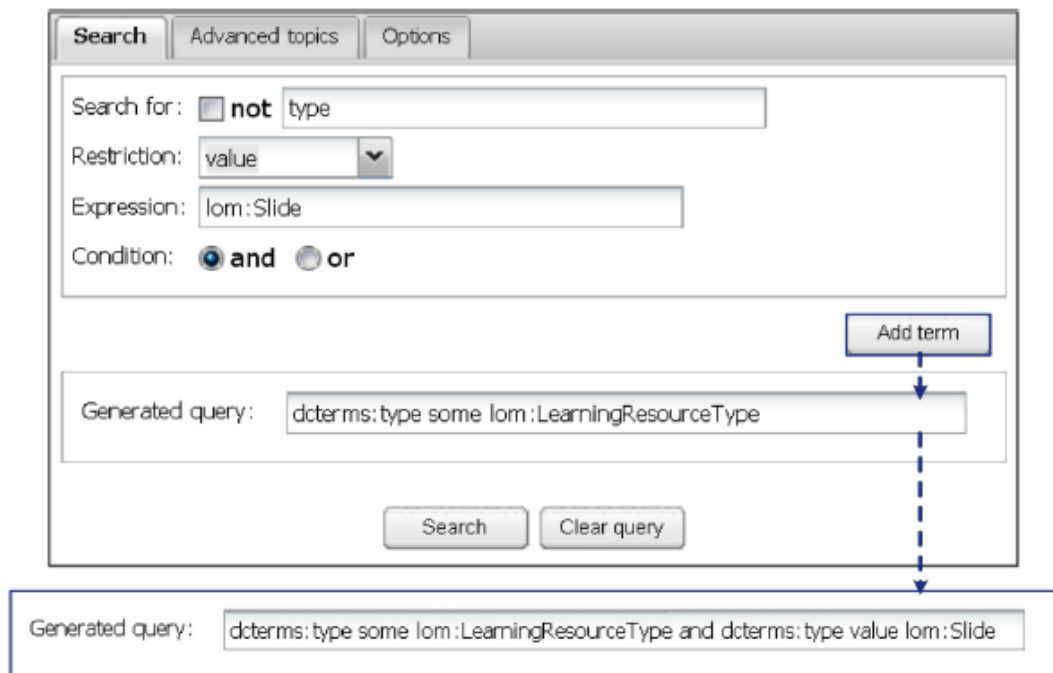 Search Advanced topics Options
Search for: not type
Restriction: value
Expression: lom:Slide
Condition: and or
Add term
Generated query: dcterms:type some lom:LearningResourceType
Search Clear query
Generated query: dcterms:type some lom:LearningResourceType and dcterms:type value lom:Slide